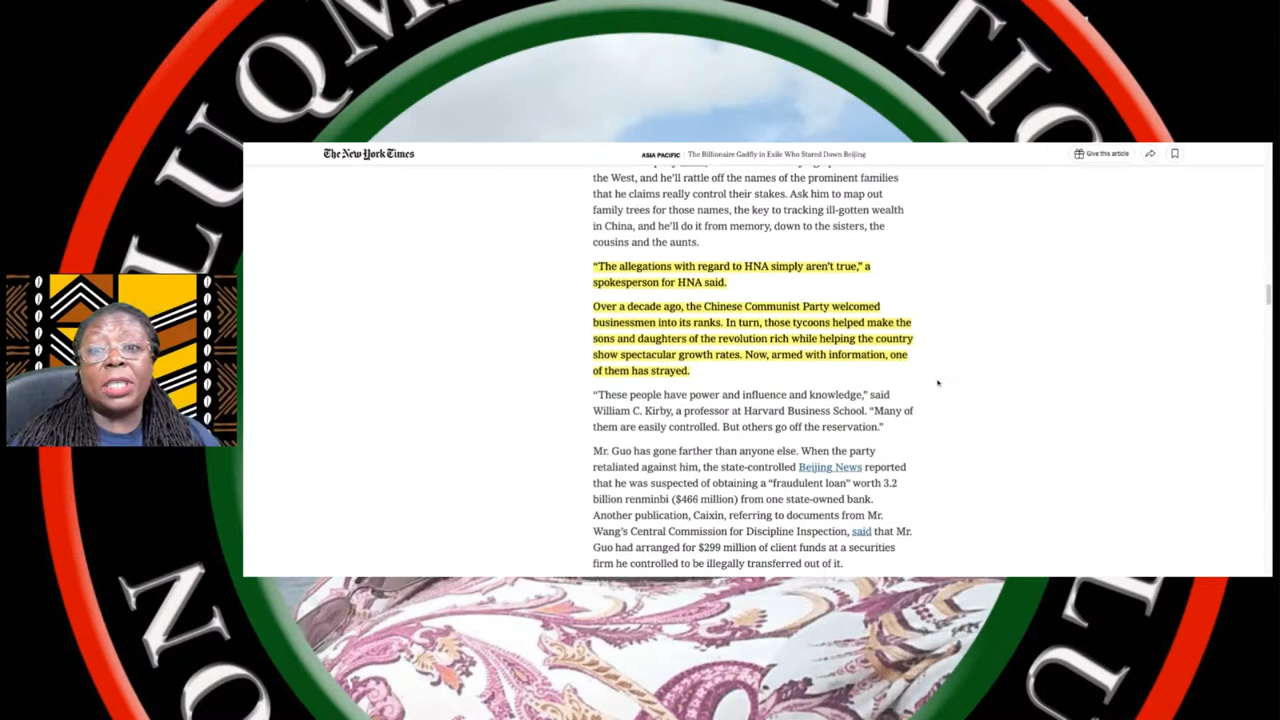 LUQM
ATIO
The New York Times
ASIA PACIFIC | The Billionaire Gadfly in Exile Who Stared Down Beijing
Give this article
the West, and he'll rattle off the names of the prominent families
that he claims really control their stakes. Ask him to map out
family trees for those names, the key to tracking ill-gotten wealth
in China, and he'll do it from memory, down to the sisters, the
cousins and the aunts.
“The allegations with regard to HNA simply aren't true,” a
spokesperson for HNA said.
Over a decade ago, the Chinese Communist Party welcomed
businessmen into its ranks. In turn, those tycoons helped make the
sons and daughters of the revolution rich while helping the country
show spectacular growth rates. Now, armed with information, one
of them has strayed.
“These people have power and influence and knowledge,” said
William C. Kirby, a professor at Harvard Business School. “Many of
them are easily controlled. But others go off the reservation.”
Mr. Guo has gone farther than anyone else. When the party
retaliated against him, the state-controlled Beijing News reported
that he was suspected of obtaining a “fraudulent loan” worth 3.2
billion renminbi ($466 million) from one state-owned bank.
Another publication, Caixin, referring to documents from Mr.
Wang's Central Commission for Discipline Inspection, said that Mr.
Guo had arranged for $299 million of client funds at a securities
firm he controlled to be illegally transferred out of it.
NO
LU